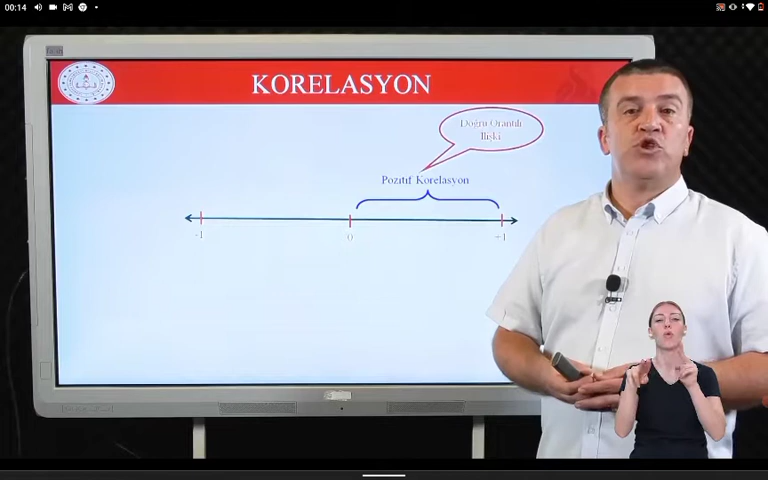 00:14
KORELASYON
Doğru Orantılı
İlişki
Pozitif Korelasyon
-1
0
+1